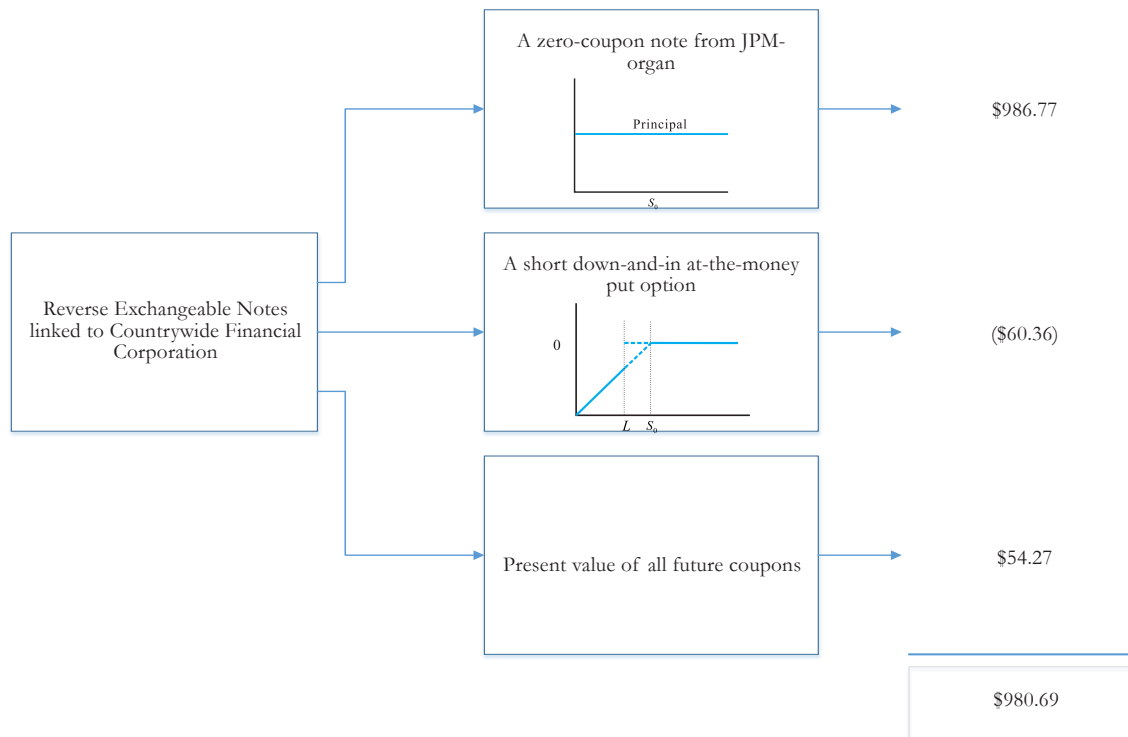 A zero-coupon note from JPM-
organ
Principal
S₀
$986.77
Reverse Exchangeable Notes
linked to Countrywide Financial
Corporation
A short down-and-in at-the-money
put option
0
L S₀
($60.36)
Present value of all future coupons
$54.27
$980.69